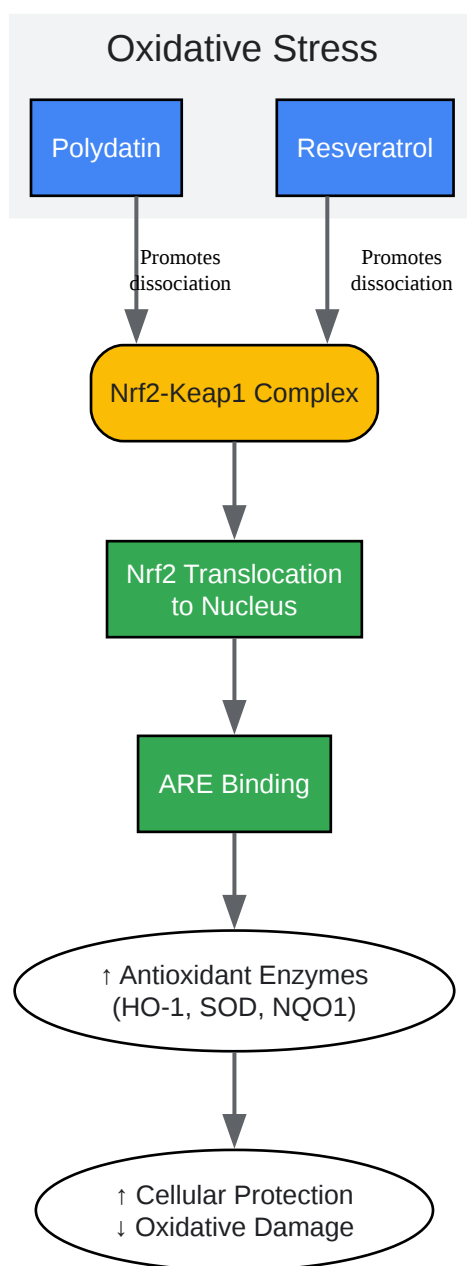 Oxidative Stress
Polydatin
Resveratrol
Promotes
dissociation
Promotes
dissociation
Nrf2-Keap1 Complex
Nrf2 Translocation
to Nucleus
ARE Binding
↑ Antioxidant Enzymes
(HO-1, SOD, NQO1)
↑ Cellular Protection
↓ Oxidative Damage